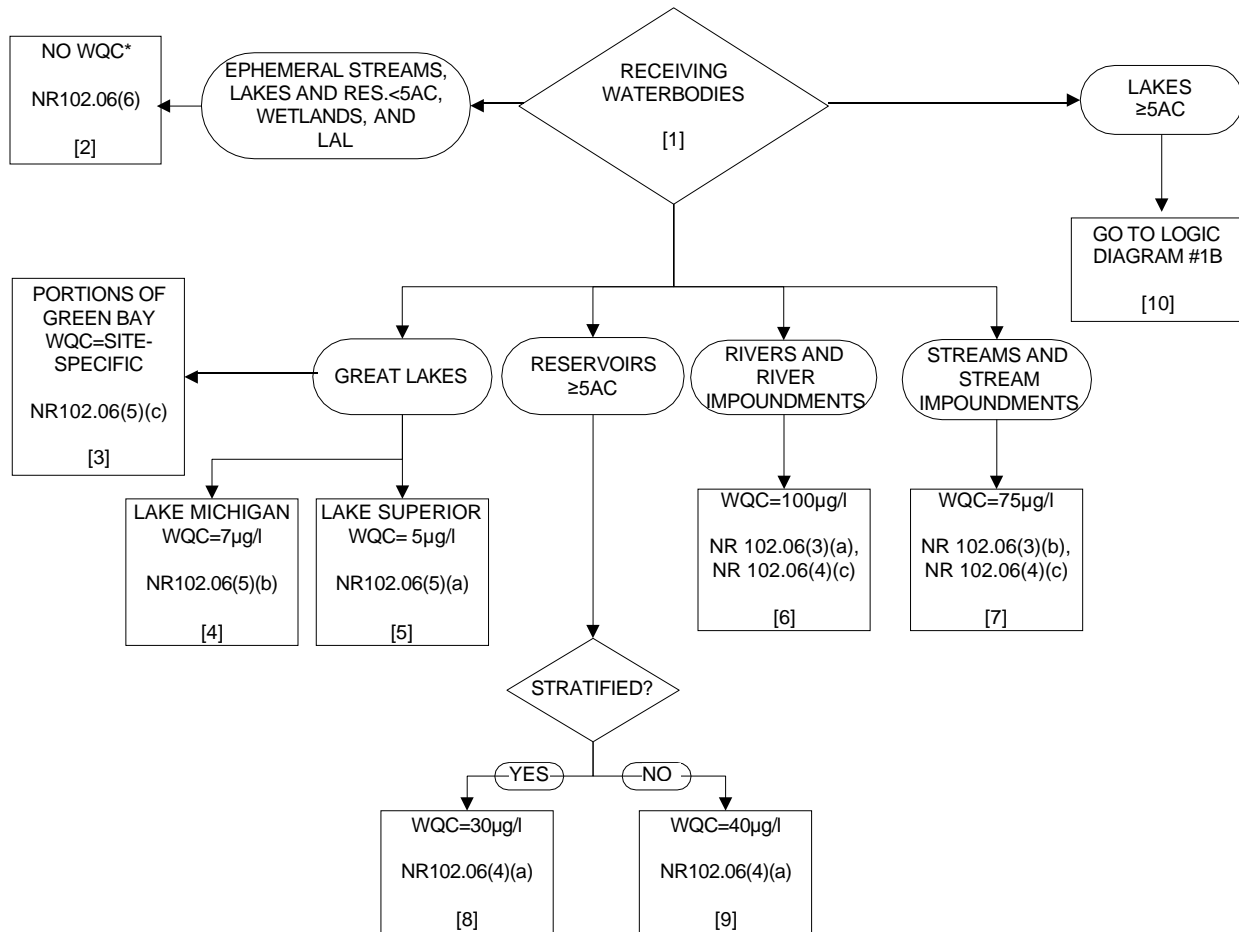 NO WQC*
NR102.06(6)
[2]
EPHEMERAL STREAMS,
LAKES AND RES.<5AC,
WETLANDS, AND
LAL
RECEIVING
WATERBODIES
[1]
LAKES
≥5AC
GO TO LOGIC
DIAGRAM #1B
[10]
PORTIONS OF
GREEN BAY
WQC=SITE-
SPECIFIC
NR102.06(5)(c)
[3]
GREAT LAKES
RESERVOIRS
≥5AC
RIVERS AND
RIVER
IMPOUNDMENTS
STREAMS AND
STREAM
IMPOUNDMENTS
LAKE MICHIGAN
WQC=7µg/l
NR102.06(5)(b)
[4]
LAKE SUPERIOR
WQC= 5µg/l
NR102.06(5)(a)
[5]
WQC=100µg/l
NR 102.06(3)(a),
NR 102.06(4)(c)
[6]
WQC=75µg/l
NR 102.06(3)(b),
NR 102.06(4)(c)
[7]
STRATIFIED?
YES
NO
WQC=30µg/l
NR102.06(4)(a)
[8]
WQC=40µg/l
NR102.06(4)(a)
[9]